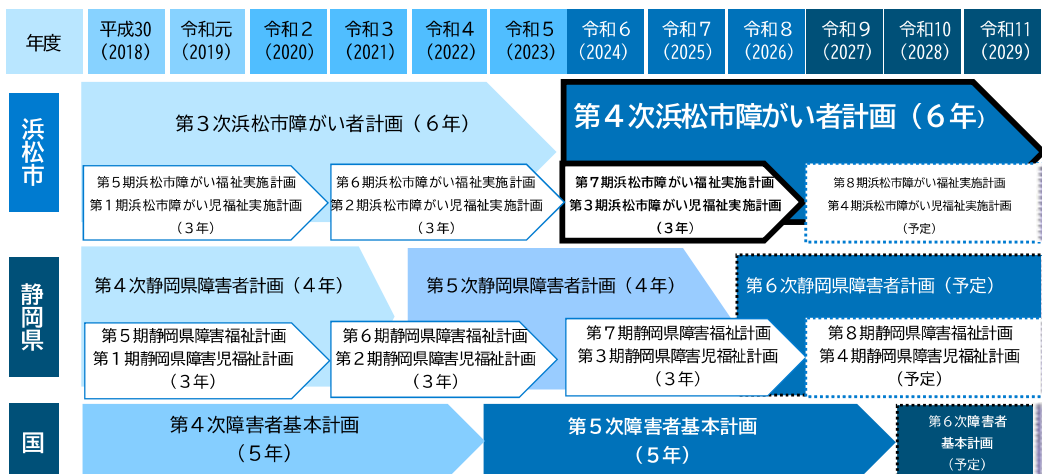 年度
平成30
(2018)
令和元
(2019)
令和２
(2020)
令和３
(2021)
令和４
(2022)
令和５
(2023)
令和６
(2024)
令和７
(2025)
令和８
(2026)
令和９
(2027)
令和10
(2028)
令和11
(2029)
浜松市
第３次浜松市障がい者計画（６年）
第４次浜松市障がい者計画（６年）
第５期浜松市障がい福祉実施計画
第１期浜松市障がい児福祉実施計画
（３年）
第６期浜松市障がい福祉実施計画
第２期浜松市障がい児福祉実施計画
（３年）
第７期浜松市障がい福祉実施計画
第３期浜松市障がい児福祉実施計画
（３年）
第８期浜松市障がい福祉実施計画
第４期浜松市障がい児福祉実施計画
（予定）
静岡県
第４次静岡県障害者計画（４年）
第５次静岡県障害者計画（４年）
第６次静岡県障害者計画（予定）
第５期静岡県障害福祉計画
第１期静岡県障害児福祉計画
（３年）
第６期静岡県障害福祉計画
第２期静岡県障害児福祉計画
（３年）
第７期静岡県障害福祉計画
第３期静岡県障害児福祉計画
（３年）
第８期静岡県障害福祉計画
第４期静岡県障害児福祉計画
（予定）
国
第４次障害者基本計画
（５年）
第５次障害者基本計画
（５年）
第６次障害者
基本計画
（予定）